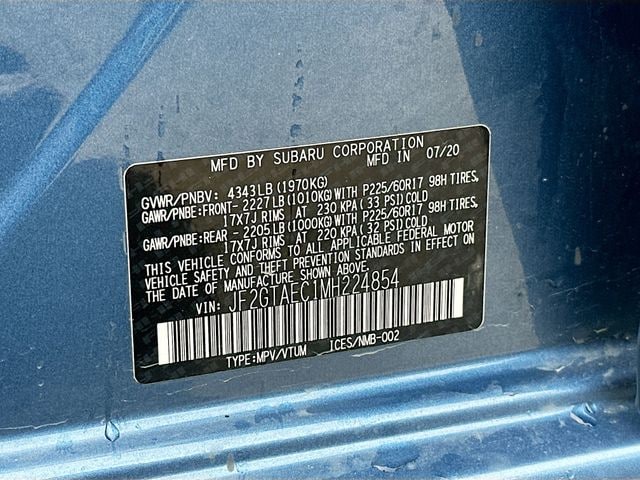 MFD BY SUBARU CORPORATION
MFD IN 07/20
GVWR/PNBV: 4343LB (1970KG)
GAWR/PNBE:FRONT- 2227LB (1010KG)WITH P225/60R17 98H TIRES,
17X7J RIMS AT 230 KPA ( 33 PSI)COLD
GAWR/PNBE:REAR - 2205LB (1000KG)WITH P225/60R17 98H TIRES,
17X7J RIMS AT 220 KPA ( 32 PSI)COLD
THIS VEHICLE CONFORMS TO ALL APPLICABLE FEDERAL MOTOR
VEHICLE SAFETY AND THEFT PREVENTION STANDARDS IN EFFECT ON
THE DATE OF MANUFACTURE SHOWN ABOVE.
VIN: JF2GTAEC1MH224854
TYPE:MPV/VTUM ICES/NMB-002